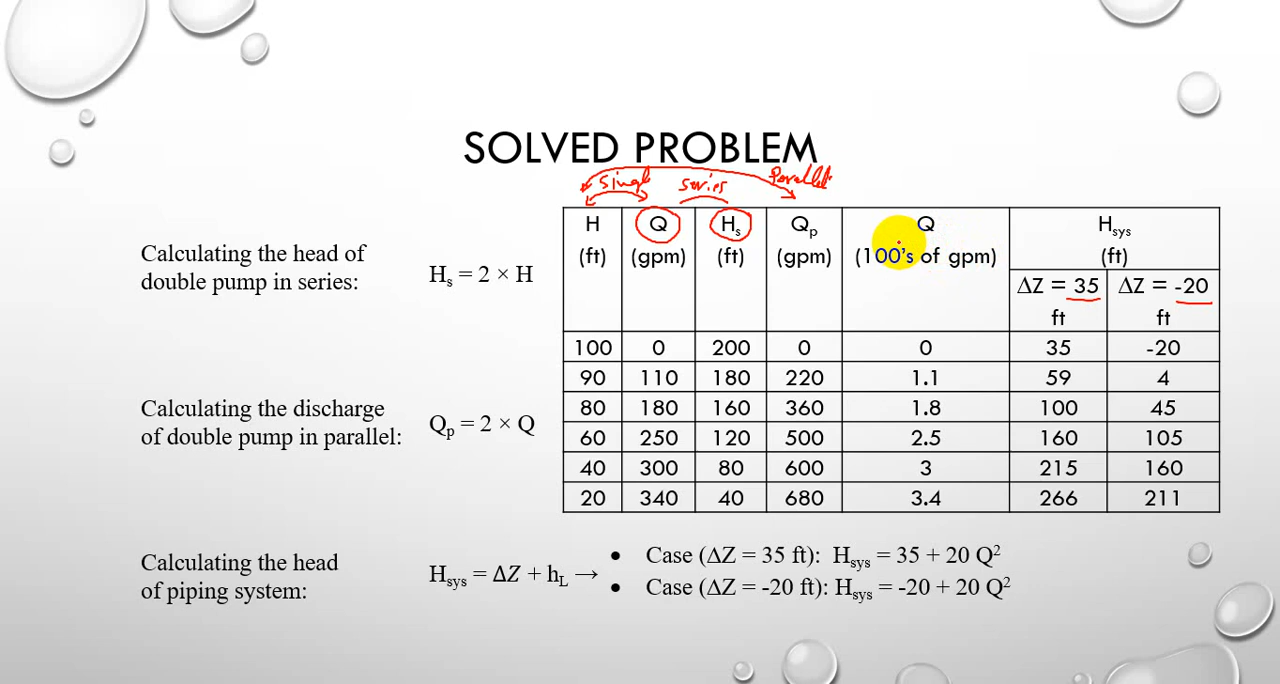 SOLVED PROBLEM
Single series Parallel
Calculating the head of
double pump in series:
Hₛ = 2 × H
Calculating the discharge
of double pump in parallel:
Qₚ = 2 × Q
H Q Hₛ Qₚ Q H_sys
(ft) (gpm) (ft) (gpm) (100's of gpm) (ft)
ΔZ = 35 ΔZ = -20
ft ft
100 0 200 0 0 35 -20
90 110 180 220 1.1 59 4
80 180 160 360 1.8 100 45
60 250 120 500 2.5 160 105
40 300 80 600 3 215 160
20 340 40 680 3.4 266 211
Calculating the head
of piping system:
H_sys = ΔZ + h_L →
• Case (ΔZ = 35 ft): H_sys = 35 + 20 Q²
• Case (ΔZ = -20 ft): H_sys = -20 + 20 Q²